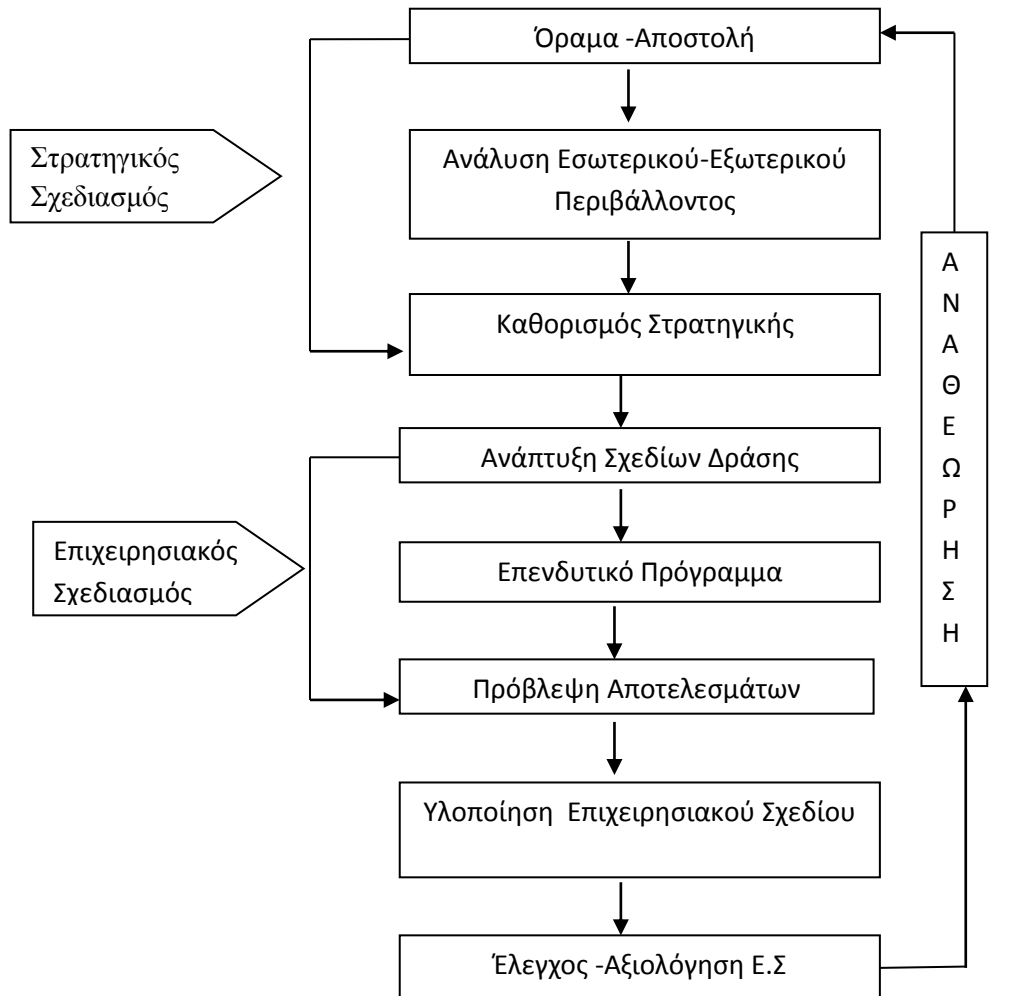 Όραμα -Αποστολή
Στρατηγικός
Σχεδιασμός
Ανάλυση Εσωτερικού-Εξωτερικού
Περιβάλλοντος
Καθορισμός Στρατηγικής
Ανάπτυξη Σχεδίων Δράσης
Επιχειρησιακός
Σχεδιασμός
Επενδυτικό Πρόγραμμα
Πρόβλεψη Αποτελεσμάτων
Υλοποίηση  Επιχειρησιακού Σχεδίου
Έλεγχος -Αξιολόγηση Ε.Σ
Α
Ν
Α
Θ
Ε
Ω
Ρ
Η
Σ
Η